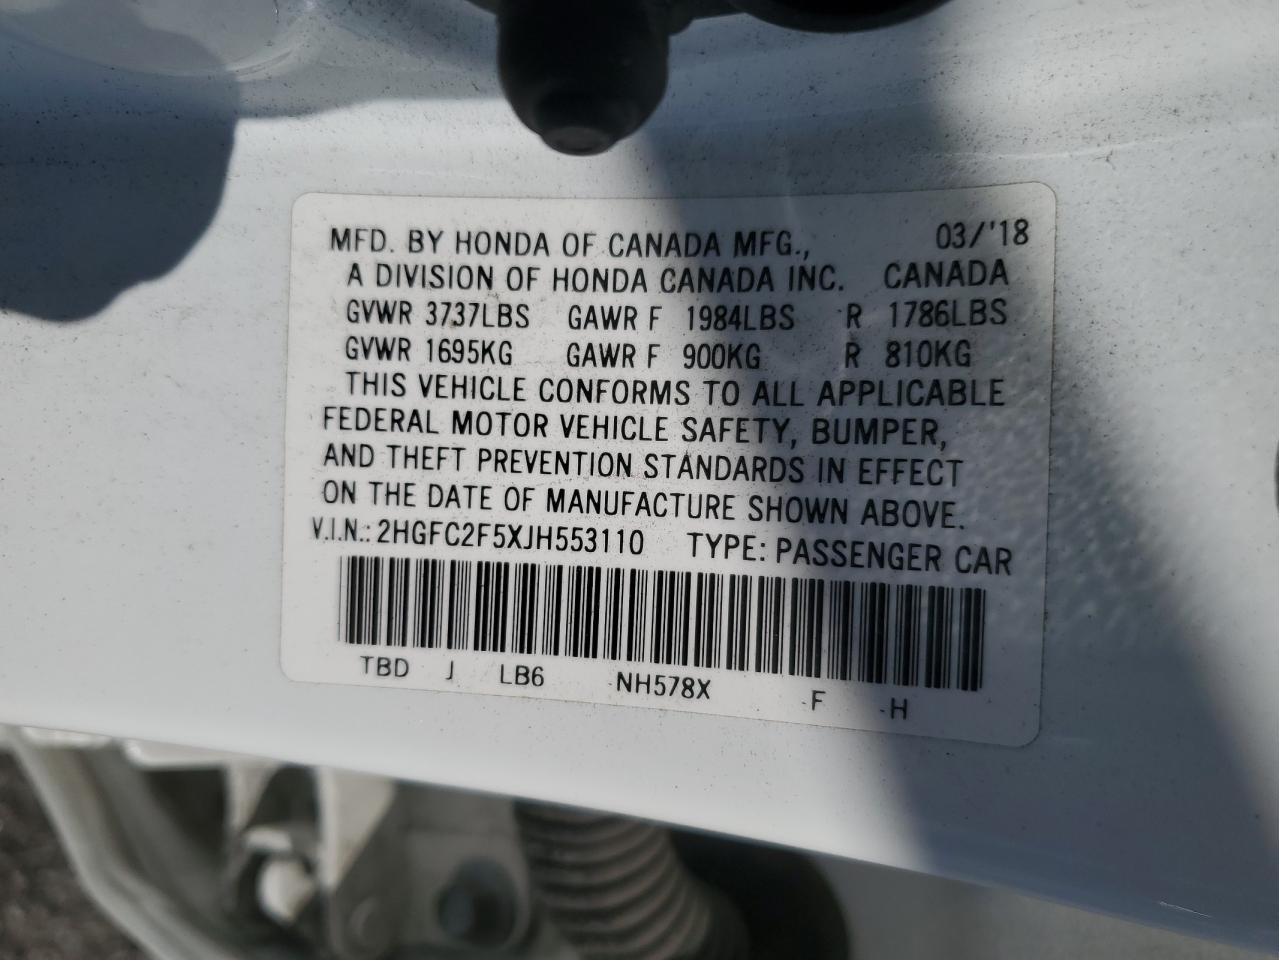 MFD. BY HONDA OF CANADA MFG., 03/'18
A DIVISION OF HONDA CANADA INC. CANADA
GVWR 3737LBS GAWR F 1984LBS R 1786LBS
GVWR 1695KG GAWR F 900KG R 810KG
THIS VEHICLE CONFORMS TO ALL APPLICABLE
FEDERAL MOTOR VEHICLE SAFETY, BUMPER,
AND THEFT PREVENTION STANDARDS IN EFFECT
ON THE DATE OF MANUFACTURE SHOWN ABOVE.
V.I.N.: 2HGFC2F5XJH553110 TYPE: PASSENGER CAR
TBD J LB6 NH578X -F -H